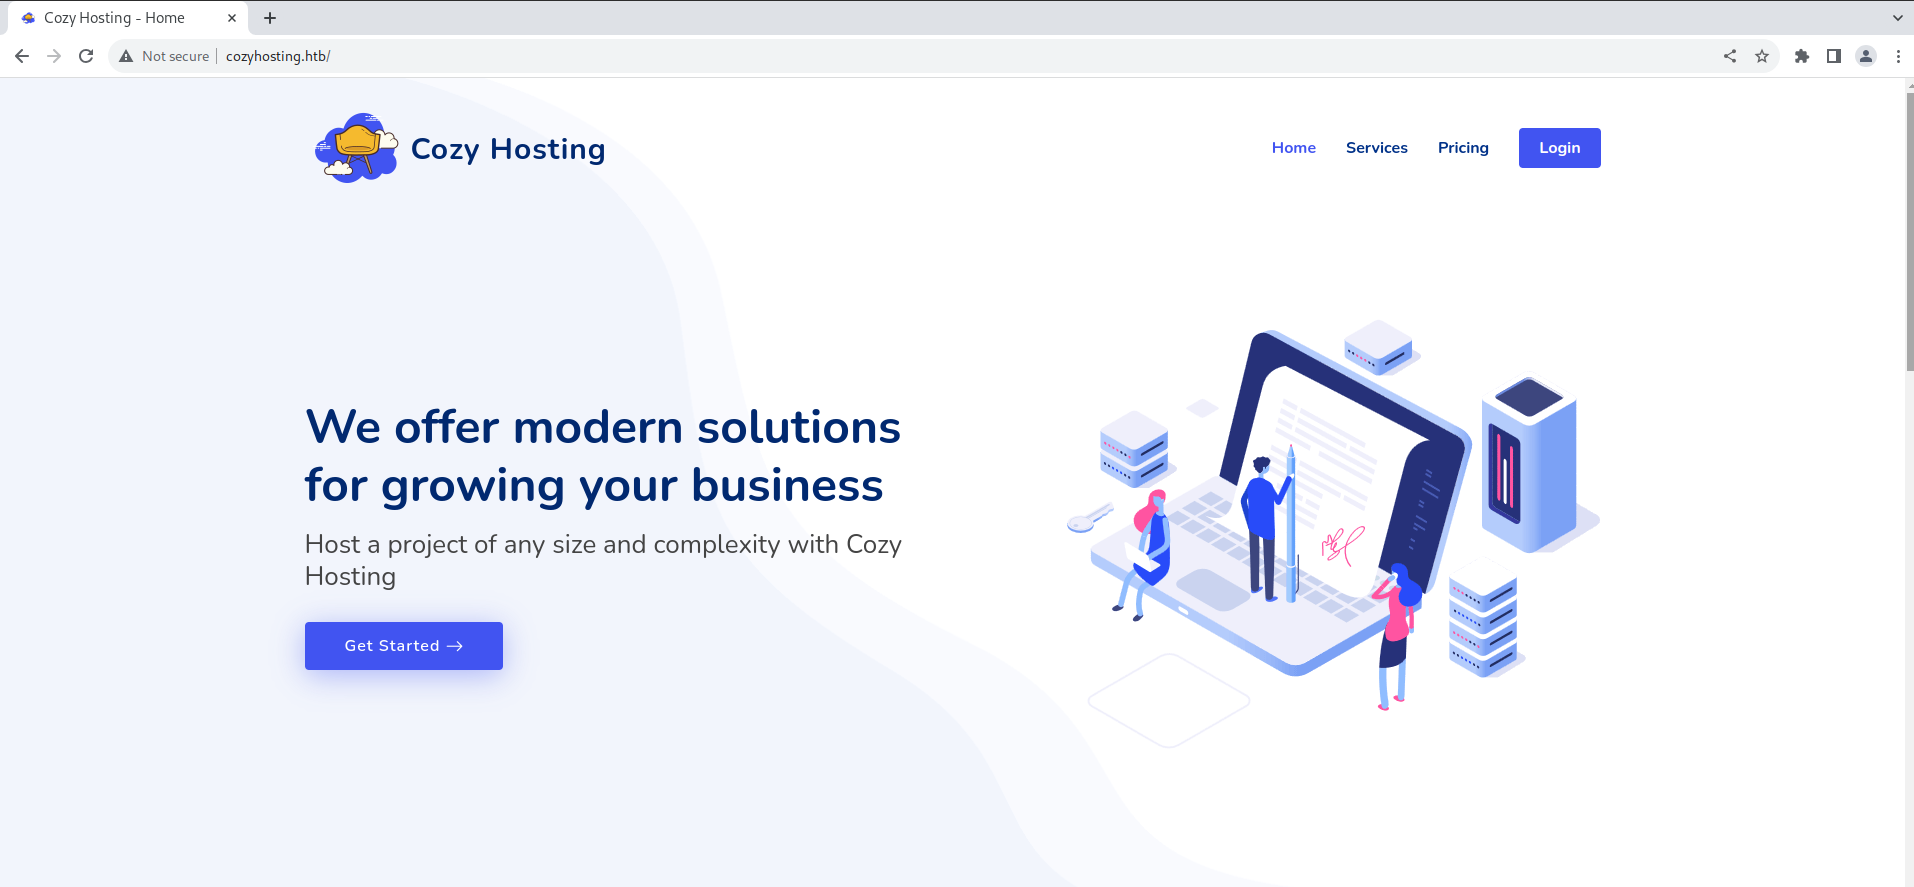 Cozy Hosting - Home
Not secure
cozyhosting.htb/
Cozy Hosting
Home
Services
Pricing
Login
We offer modern solutions
for growing your business
Host a project of any size and complexity with Cozy
Hosting
Get Started →